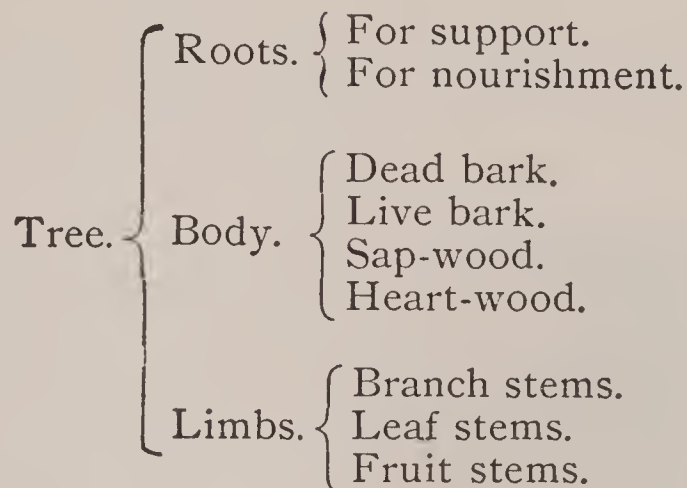 Roots.
For support.
For nourishment.
Tree.
Body.
Dead bark.
Live bark.
Sap-wood.
Heart-wood.
Limbs.
Branch stems.
Leaf stems.
Fruit stems.